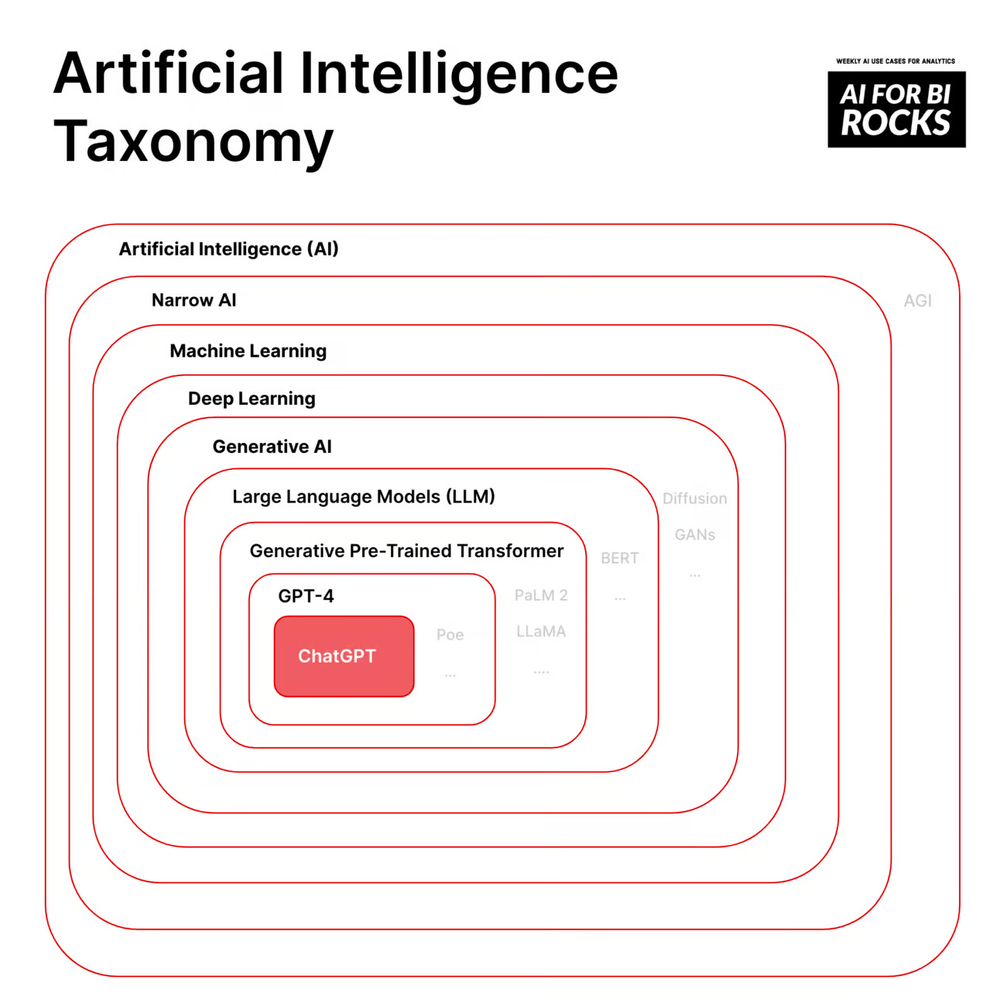 Artificial Intelligence
Taxonomy
WEEKLY AI USE CASES FOR ANALYTICS
AI FOR BI
ROCKS
Artificial Intelligence (AI)
Narrow AI
AGI
Machine Learning
Deep Learning
Generative AI
Large Language Models (LLM)
Diffusion
GANs
...
Generative Pre-Trained Transformer
BERT
...
GPT-4
PaLM 2
LLaMA
....
ChatGPT
Poe
...